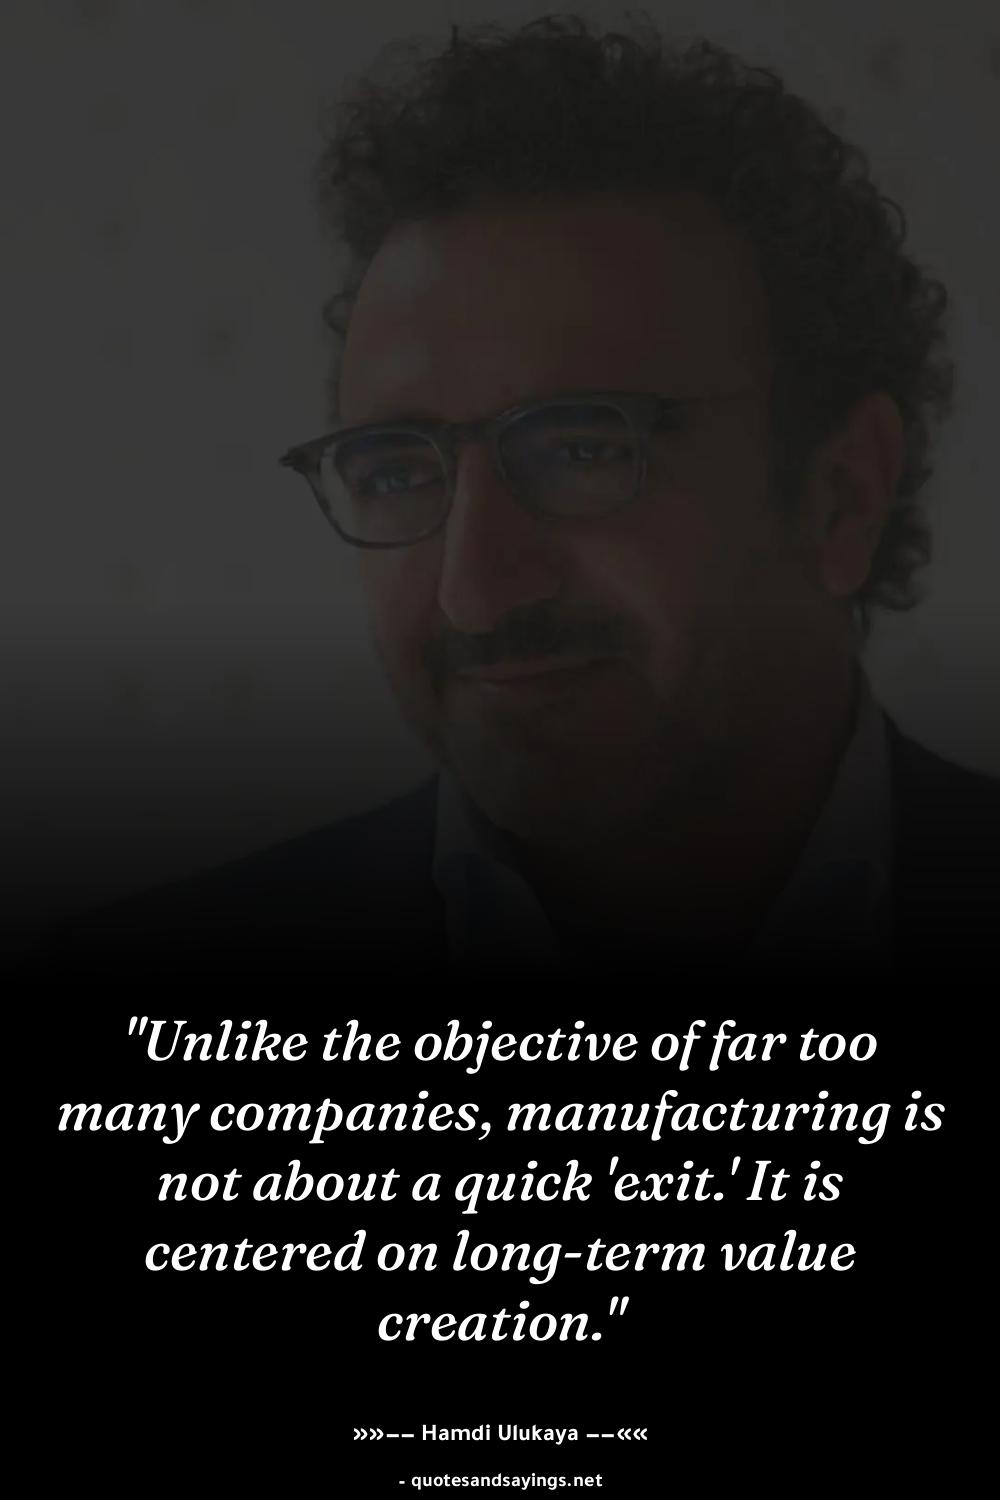 "Unlike the objective of far too
many companies, manufacturing is
not about a quick 'exit.' It is
centered on long-term value
creation."
»»–– Hamdi Ulukaya ––««
- quotesandsayings.net